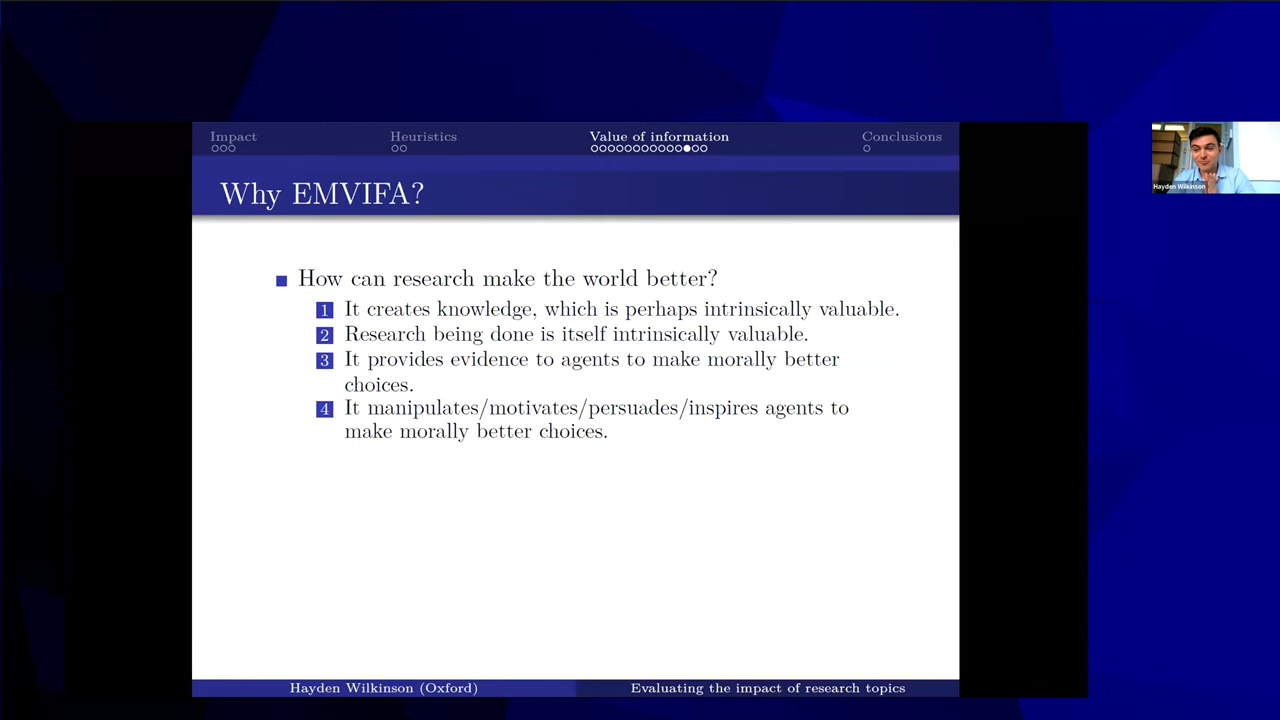 Impact
Heuristics
Value of information
Conclusions
Why EMVIFA?
How can research make the world better?
1 It creates knowledge, which is perhaps intrinsically valuable.
2 Research being done is itself intrinsically valuable.
3 It provides evidence to agents to make morally better
choices.
4 It manipulates/motivates/persuades/inspires agents to
make morally better choices.
Hayden Wilkinson (Oxford)
Evaluating the impact of research topics
Hayden Wilkinson